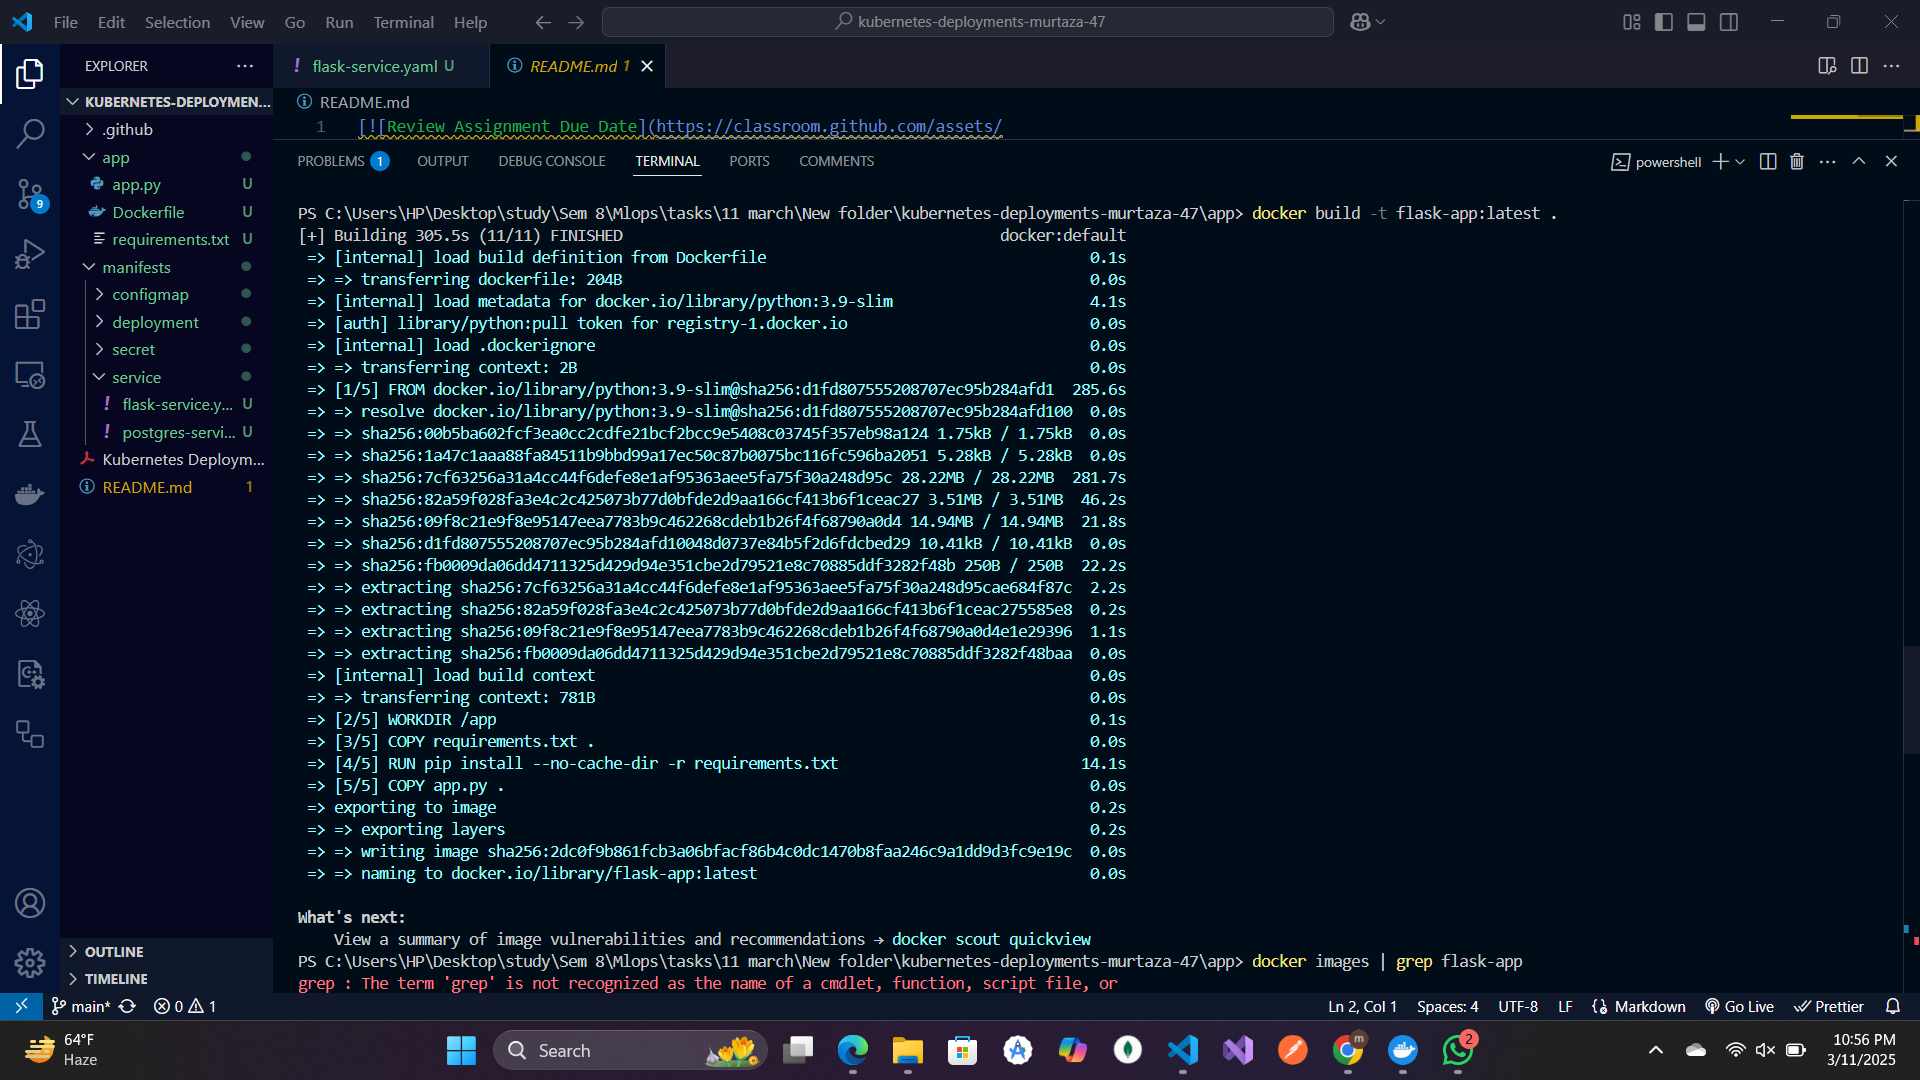 File Edit Selection View Go Run Terminal Help
kubernetes-deployments-murtaza-47
EXPLORER
KUBERNETES-DEPLOYMEN...
.github
app
app.py U
Dockerfile U
requirements.txt U
manifests
configmap
deployment
secret
service
flask-service.y... U
postgres-servi... U
Kubernetes Deploym...
README.md 1
OUTLINE
TIMELINE
9
flask-service.yaml U
README.md 1
README.md
1 [![Review Assignment Due Date](https://classroom.github.com/assets/
PROBLEMS 1 OUTPUT DEBUG CONSOLE TERMINAL PORTS COMMENTS
powershell
PS C:\Users\HP\Desktop\study\Sem 8\Mlops\tasks\11 march\New folder\kubernetes-deployments-murtaza-47\app> docker build -t flask-app:latest .
[+] Building 305.5s (11/11) FINISHED docker:default
=> [internal] load build definition from Dockerfile 0.1s
=> => transferring dockerfile: 204B 0.0s
=> [internal] load metadata for docker.io/library/python:3.9-slim 4.1s
=> [auth] library/python:pull token for registry-1.docker.io 0.0s
=> [internal] load .dockerignore 0.0s
=> => transferring context: 2B 0.0s
=> [1/5] FROM docker.io/library/python:3.9-slim@sha256:d1fd807555208707ec95b284afd1 285.6s
=> => resolve docker.io/library/python:3.9-slim@sha256:d1fd807555208707ec95b284afd100 0.0s
=> => sha256:00b5ba602fcf3ea0cc2cdfe21bcf2bcc9e5408c03745f357eb98a124 1.75kB / 1.75kB 0.0s
=> => sha256:1a47c1aaa88fa84511b9bbd99a17ec50c87b0075bc116fc596ba2051 5.28kB / 5.28kB 0.0s
=> => sha256:7cf63256a31a4cc44f6defe8e1af95363aee5fa75f30a248d95c 28.22MB / 28.22MB 281.7s
=> => sha256:82a59f028fa3e4c2c425073b77d0bfde2d9aa166cf413b6f1ceac27 3.51MB / 3.51MB 46.2s
=> => sha256:09f8c21e9f8e95147eea7783b9c462268cdeb1b26f4f68790a0d4 14.94MB / 14.94MB 21.8s
=> => sha256:d1fd807555208707ec95b284afd10048d0737e84b5f2d6fdcbed29 10.41kB / 10.41kB 0.0s
=> => sha256:fb0009da06dd4711325d429d94e351cbe2d79521e8c70885ddf3282f48b 250B / 250B 22.2s
=> => extracting sha256:7cf63256a31a4cc44f6defe8e1af95363aee5fa75f30a248d95cae684f87c 2.2s
=> => extracting sha256:82a59f028fa3e4c2c425073b77d0bfde2d9aa166cf413b6f1ceac275585e8 0.2s
=> => extracting sha256:09f8c21e9f8e95147eea7783b9c462268cdeb1b26f4f68790a0d4e1e29396 1.1s
=> => extracting sha256:fb0009da06dd4711325d429d94e351cbe2d79521e8c70885ddf3282f48baa 0.0s
=> [internal] load build context 0.0s
=> => transferring context: 781B 0.0s
=> [2/5] WORKDIR /app 0.1s
=> [3/5] COPY requirements.txt . 0.0s
=> [4/5] RUN pip install --no-cache-dir -r requirements.txt 14.1s
=> [5/5] COPY app.py . 0.0s
=> exporting to image 0.2s
=> => exporting layers 0.2s
=> => writing image sha256:2dc0f9b861fcb3a06bfacf86b4c0dc1470b8faa246c9a1dd9d3fc9e19c 0.0s
=> => naming to docker.io/library/flask-app:latest 0.0s
What's next:
View a summary of image vulnerabilities and recommendations → docker scout quickview
PS C:\Users\HP\Desktop\study\Sem 8\Mlops\tasks\11 march\New folder\kubernetes-deployments-murtaza-47\app> docker images | grep flask-app
grep : The term 'grep' is not recognized as the name of a cmdlet, function, script file, or
main* 0 1
Ln 2, Col 1 Spaces: 4 UTF-8 LF Markdown Go Live Prettier
64°F
Haze
Search
m
2
10:56 PM
3/11/2025